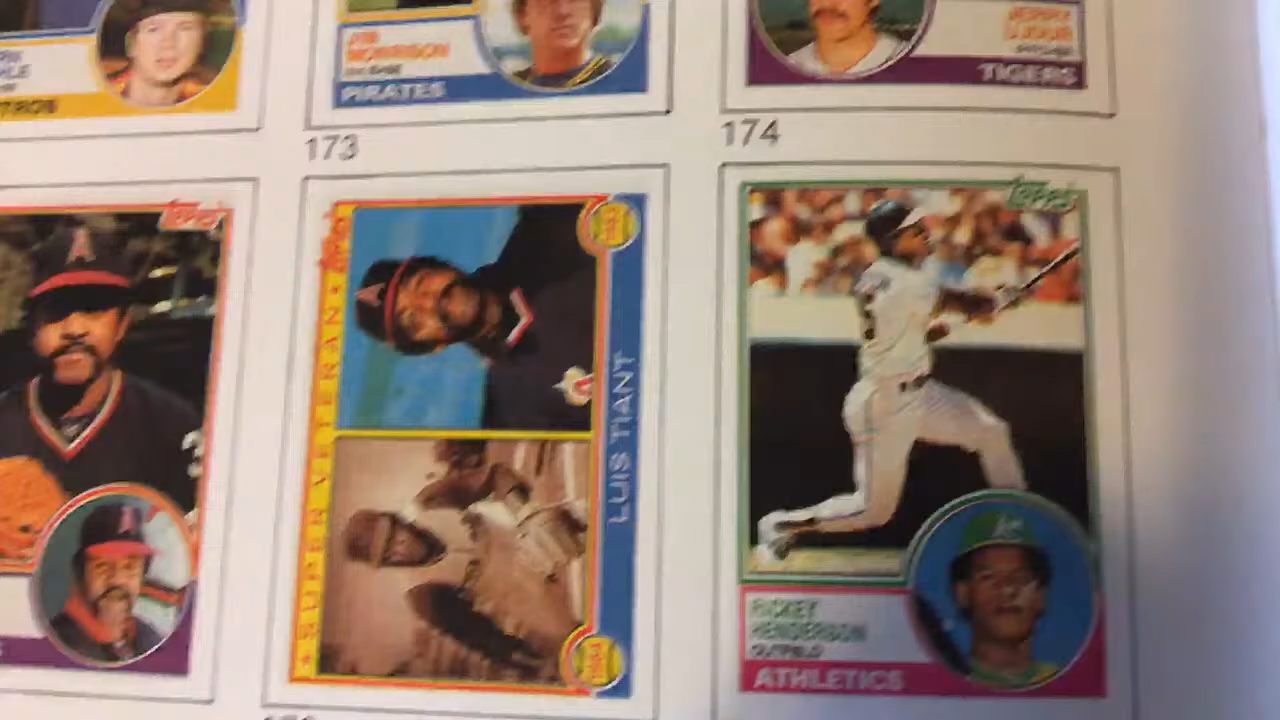 JIM
MORRISON
PIRATES
TIGERS
173
174
Topps
Topps
SUPER VETERAN
LUIS TIANT
RICKEY
HENDERSON
OUTFIELD
ATHLETICS
A
A
A
A's